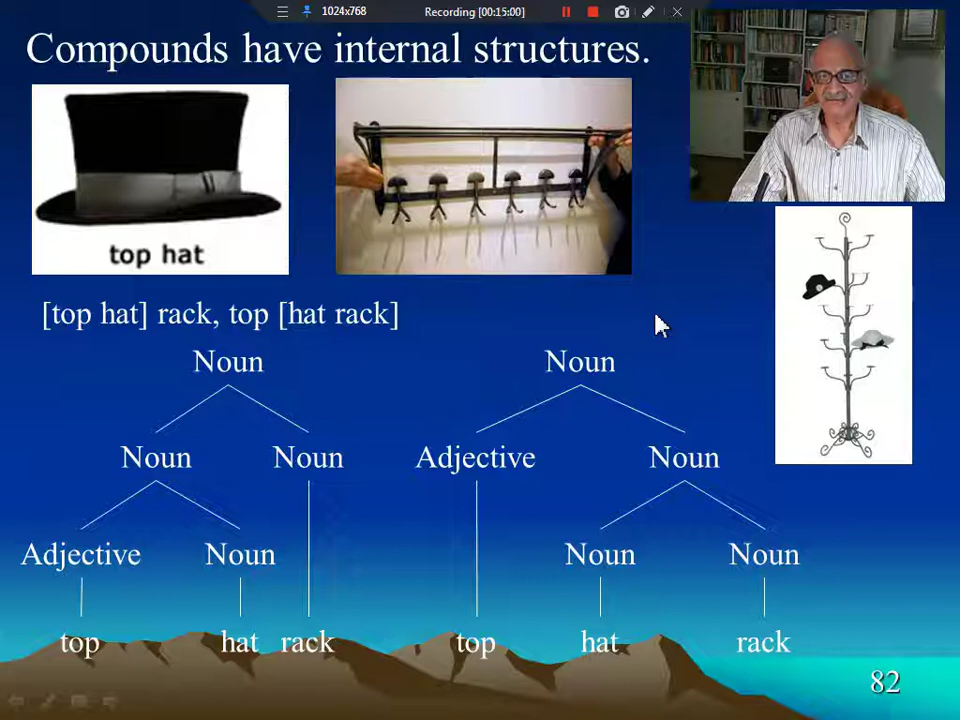 1024x768
Recording [00:15:00]
Compounds have internal structures.
top hat
[top hat] rack, top [hat rack]
Noun Noun
Noun Noun Adjective Noun
Adjective Noun Noun Noun
top hat rack top hat rack
82